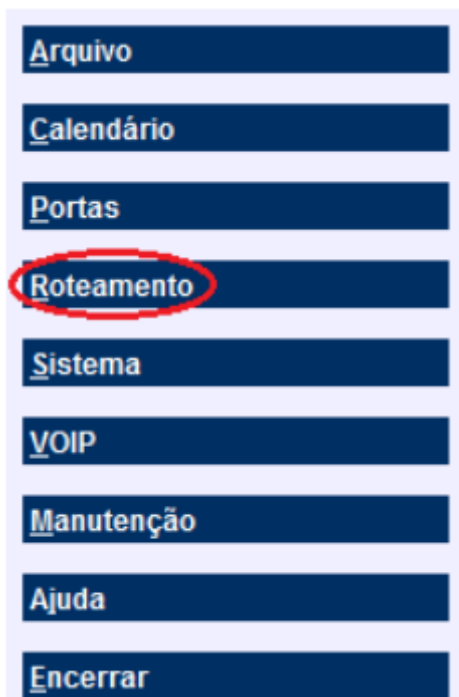 Arquivo
Calendário
Portas
Roteamento
Sistema
VOIP
Manutenção
Ajuda
Encerrar